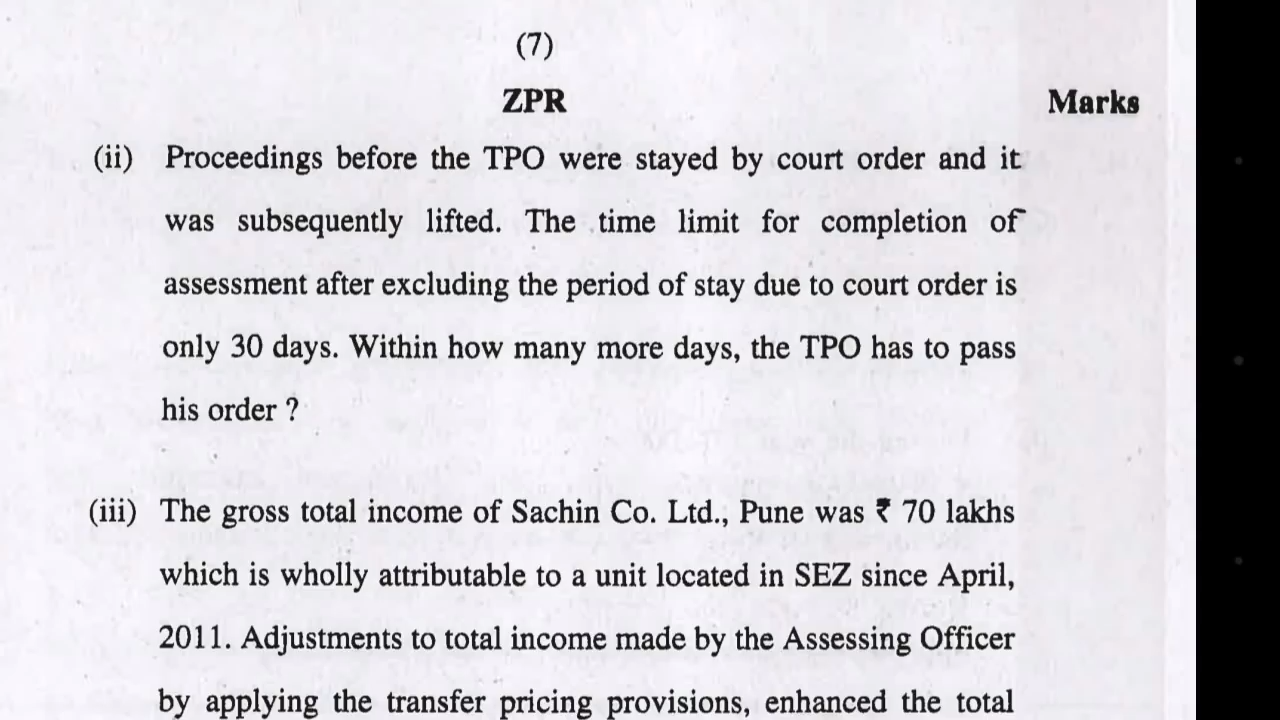 (7)
ZPR Marks
(ii) Proceedings before the TPO were stayed by court order and it
was subsequently lifted. The time limit for completion of
assessment after excluding the period of stay due to court order is
only 30 days. Within how many more days, the TPO has to pass
his order ?
(iii) The gross total income of Sachin Co. Ltd., Pune was ₹ 70 lakhs
which is wholly attributable to a unit located in SEZ since April,
2011. Adjustments to total income made by the Assessing Officer
by applying the transfer pricing provisions, enhanced the total